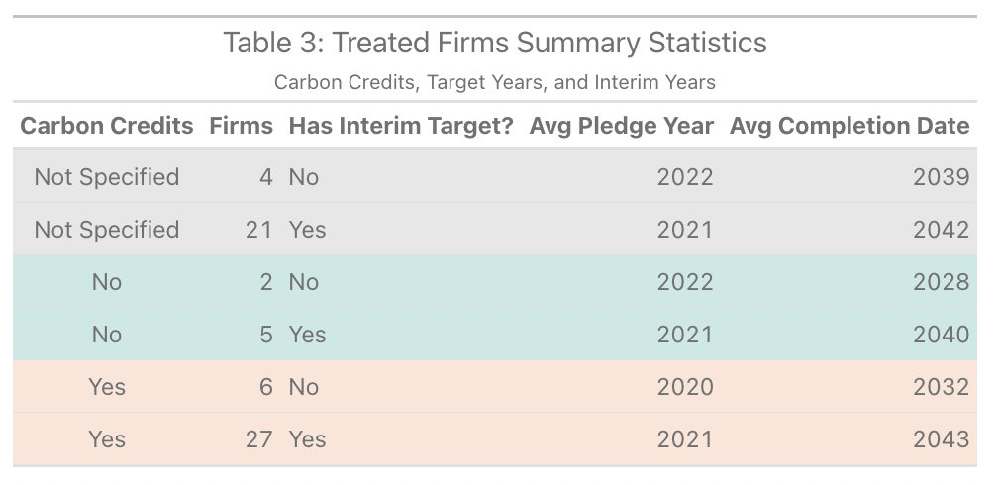 Table 3: Treated Firms Summary Statistics
Carbon Credits, Target Years, and Interim Years
Carbon Credits Firms Has Interim Target? Avg Pledge Year Avg Completion Date
Not Specified 4 No 2022 2039
Not Specified 21 Yes 2021 2042
No 2 No 2022 2028
No 5 Yes 2021 2040
Yes 6 No 2020 2032
Yes 27 Yes 2021 2043